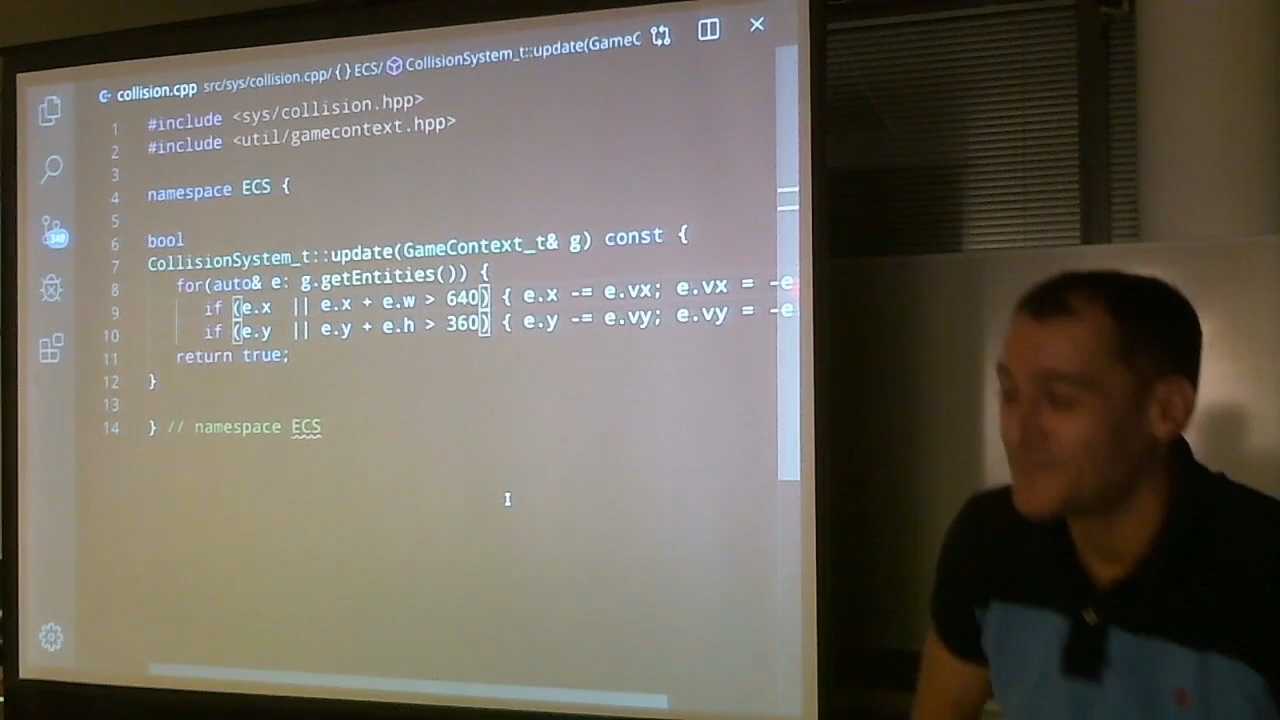 collision.cpp src/sys/collision.cpp/ {} ECS/ CollisionSystem_t::update(GameC
1 #include <sys/collision.hpp>
2 #include <util/gamecontext.hpp>
3
4 namespace ECS {
5
6 bool
7 CollisionSystem_t::update(GameContext_t& g) const {
8 for(auto& e: g.getEntities()) {
9 if (e.x || e.x + e.w > 640) { e.x -= e.vx; e.vx = -e
10 if (e.y || e.y + e.h > 360) { e.y -= e.vy; e.vy = -e
11 return true;
12 }
13
14 } // namespace ECS